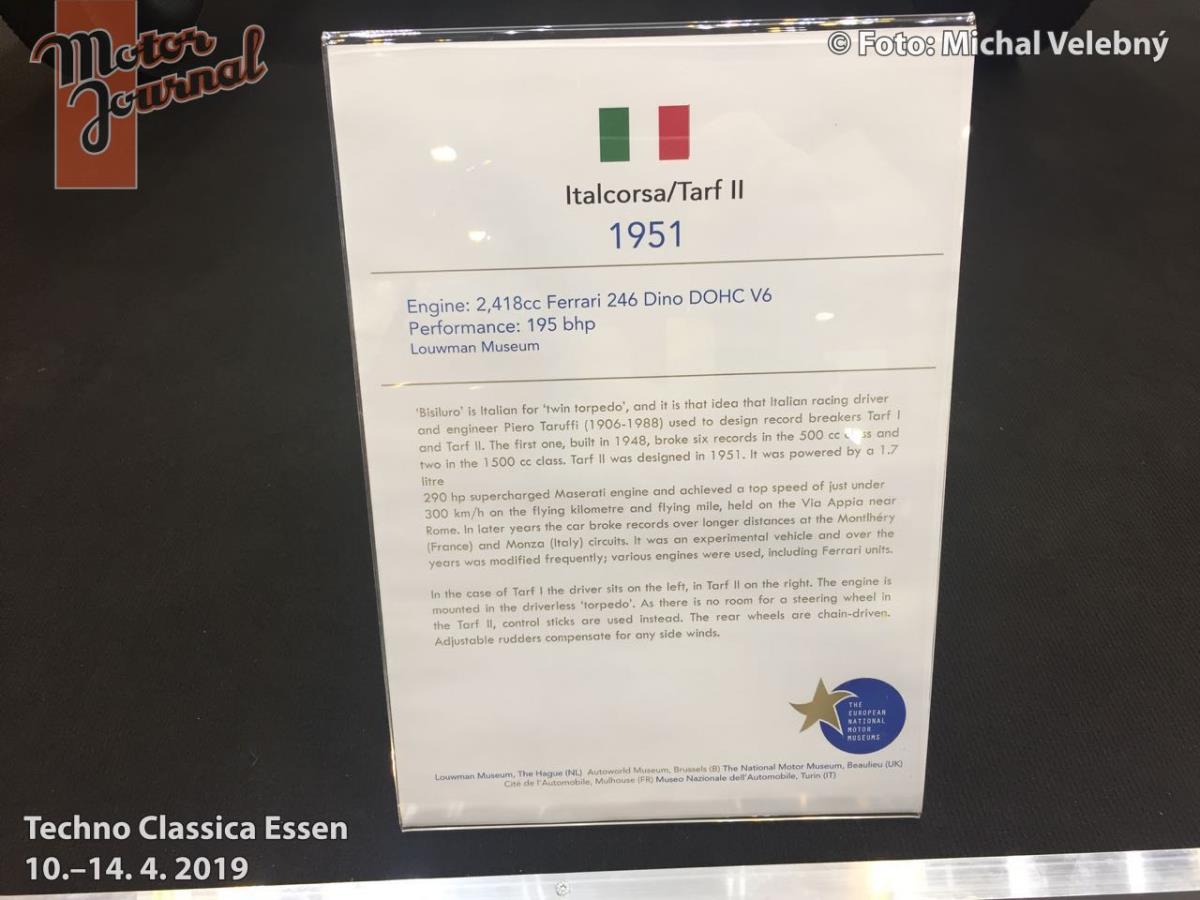 Motor
Journal
© Foto: Michal Velebný
Italcorsa/Tarf II
1951
Engine: 2,418cc Ferrari 246 Dino DOHC V6
Performance: 195 bhp
Louwman Museum
'Bisiluro' is Italian for 'twin torpedo', and it is that idea that Italian racing driver
and engineer Piero Taruffi (1906-1988) used to design record breakers Tarf I
and Tarf II. The first one, built in 1948, broke six records in the 500 cc class and
two in the 1500 cc class. Tarf II was designed in 1951. It was powered by a 1.7
litre
290 hp supercharged Maserati engine and achieved a top speed of just under
300 km/h on the flying kilometre and flying mile, held on the Via Appia near
Rome. In later years the car broke records over longer distances at the Montlhéry
(France) and Monza (Italy) circuits. It was an experimental vehicle and over the
years was modified frequently; various engines were used, including Ferrari units.
In the case of Tarf I the driver sits on the left, in Tarf II on the right. The engine is
mounted in the driverless 'torpedo'. As there is no room for a steering wheel in
the Tarf II, control sticks are used instead. The rear wheels are chain-driven.
Adjustable rudders compensate for any side winds.
THE
EUROPEAN
NATIONAL
MOTOR
MUSEUMS
Louwman Museum, The Hague (NL) Autoworld Museum, Brussels (B) The National Motor Museum, Beaulieu (UK)
Cité de l'Automobile, Mulhouse (FR) Museo Nazionale dell'Automobile, Turin (IT)
Techno Classica Essen
10.–14. 4. 2019